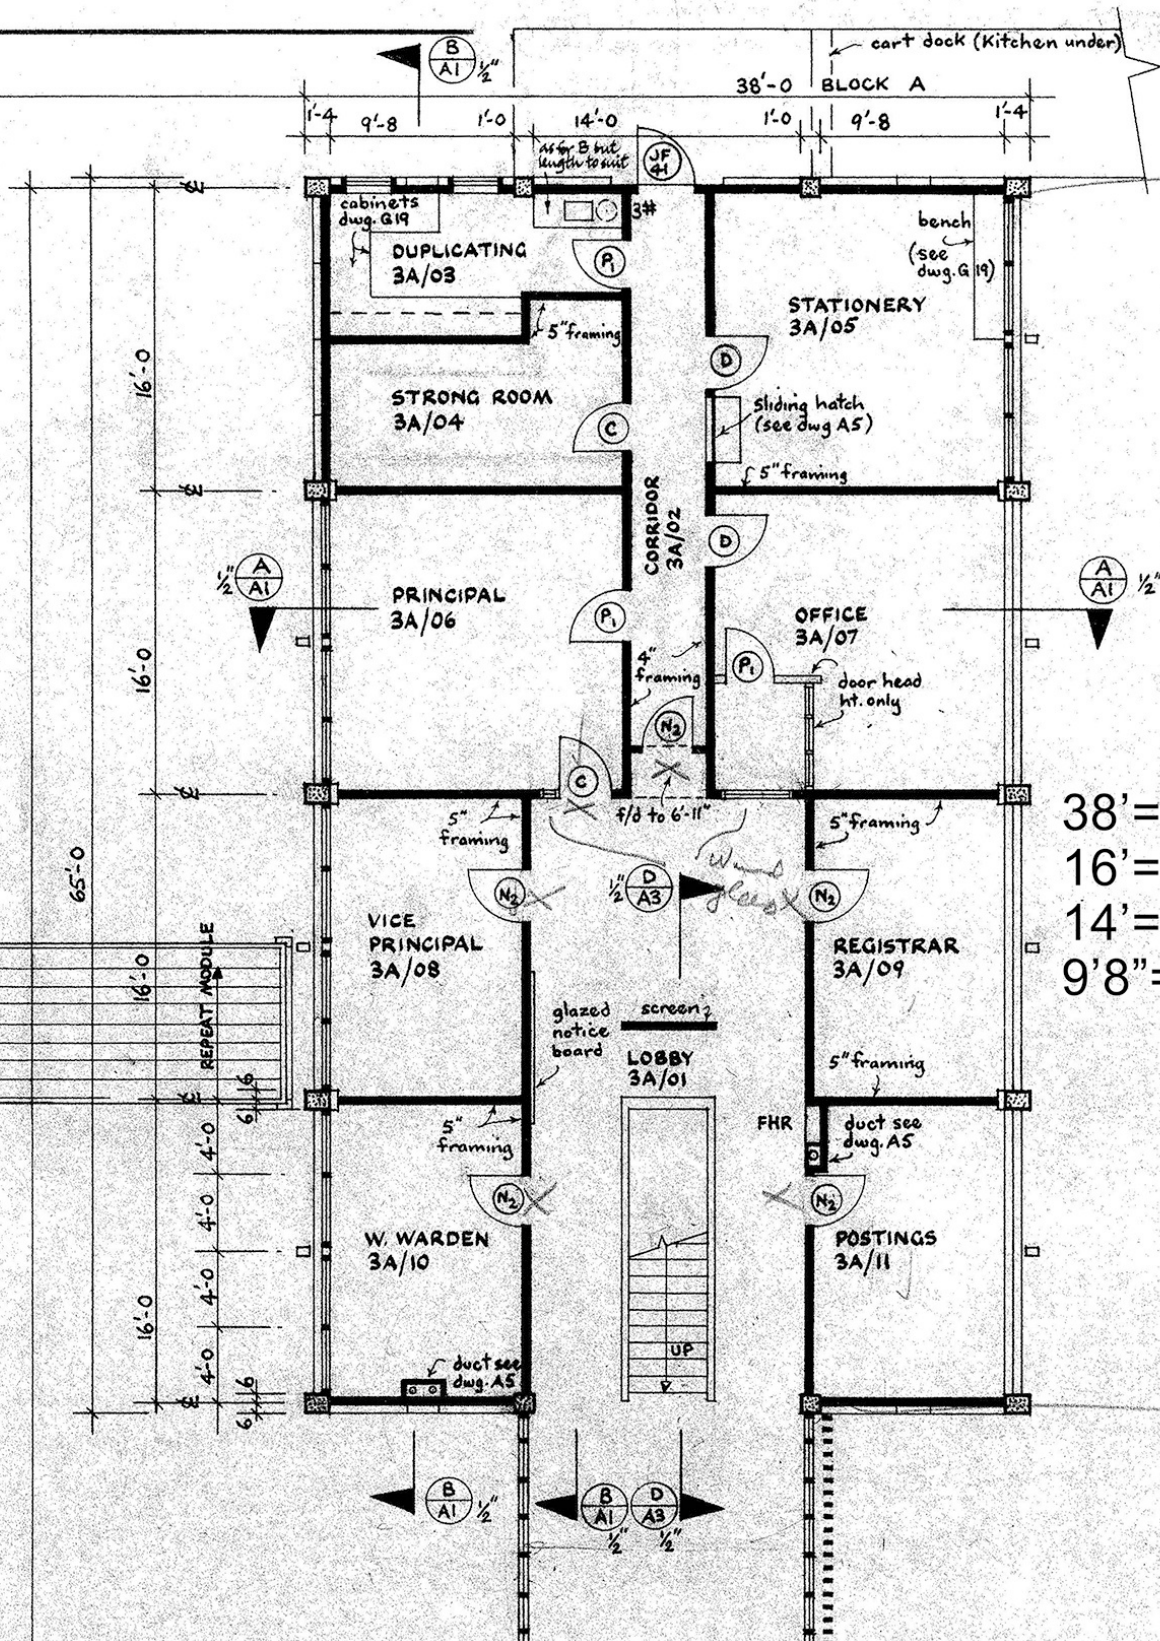 cart dock (Kitchen under)
B
A1
½"
38'-0 BLOCK A
1'-4
9'-8
1'-0
14'-0
1'-0
9'-8
1'-4
as for B but
length to suit
JF
41
3#
cabinets
dwg. G19
DUPLICATING
3A/03
P1
bench
(see
dwg. G19)
STATIONERY
3A/05
5" framing
D
16'-0
STRONG ROOM
3A/04
C
Sliding hatch
(see dwg A5)
5" framing
CORRIDOR
3A/02
D
A
A1
½"
A
A1
½"
PRINCIPAL
3A/06
P1
OFFICE
3A/07
16'-0
4"
framing
P1
door head
ht. only
N2
C
f/d to 6'-11"
5"
framing
5" framing
38'=
16'=
14'=
9'8"=
65'-0
½"
D
A3
Wired
glass
N2
N2
VICE
PRINCIPAL
3A/08
REGISTRAR
3A/09
16'-0
REPEAT MODULE
glazed
notice
board
screen
LOBBY
3A/01
5" framing
6
6
5"
framing
FHR
duct see
dwg. A5
4'-0
N2
N2
4'-0
W. WARDEN
3A/10
POSTINGS
3A/11
4'-0
16'-0
UP
4'-0
duct see
dwg. A5
6
6
B
A1
½"
B
A1
½"
D
A3
½"